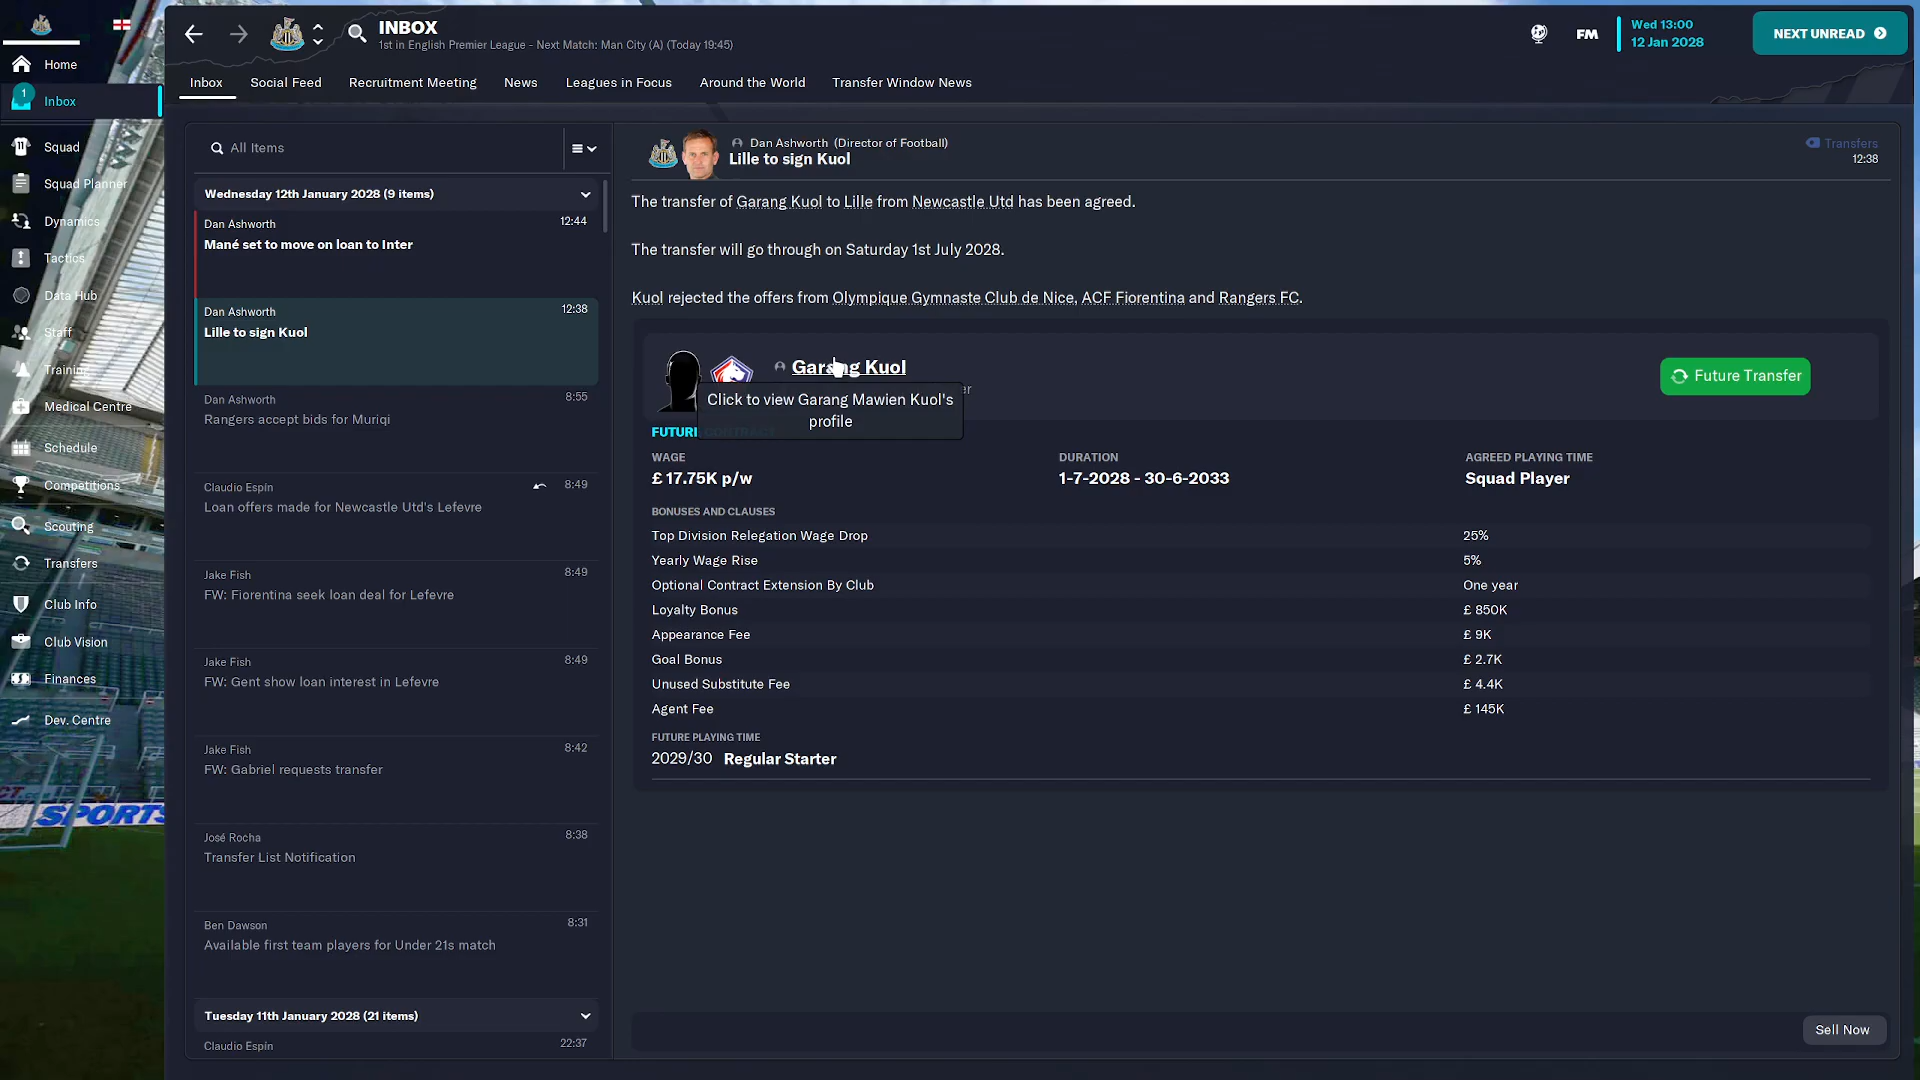 INBOX
1st in English Premier League - Next Match: Man City (A) (Today 19:45)
FM
Wed 13:00
12 Jan 2028
NEXT UNREAD
Inbox
Social Feed
Recruitment Meeting
News
Leagues in Focus
Around the World
Transfer Window News
Home
1
Inbox
Squad
Squad Planner
Dynamics
Tactics
Data Hub
Staff
Training
Medical Centre
Schedule
Competitions
Scouting
Transfers
Club Info
Club Vision
Finances
Dev. Centre
SPORTS
All Items
Wednesday 12th January 2028 (9 items)
Dan Ashworth 12:44
Mané set to move on loan to Inter
Dan Ashworth 12:38
Lille to sign Kuol
Dan Ashworth 8:55
Rangers accept bids for Muriqi
Claudio Espín 8:49
Loan offers made for Newcastle Utd's Lefevre
Jake Fish 8:49
FW: Fiorentina seek loan deal for Lefevre
Jake Fish 8:49
FW: Gent show loan interest in Lefevre
Jake Fish 8:42
FW: Gabriel requests transfer
José Rocha 8:38
Transfer List Notification
Ben Dawson 8:31
Available first team players for Under 21s match
Tuesday 11th January 2028 (21 items)
Claudio Espín 22:37
Dan Ashworth (Director of Football)
Lille to sign Kuol
Transfers
12:38
The transfer of Garang Kuol to Lille from Newcastle Utd has been agreed.
The transfer will go through on Saturday 1st July 2028.
Kuol rejected the offers from Olympique Gymnaste Club de Nice, ACF Fiorentina and Rangers FC.
Garang Kuol
Future Transfer
Click to view Garang Mawien Kuol's
profile
WAGE DURATION AGREED PLAYING TIME
£ 17.75K p/w 1-7-2028 - 30-6-2033 Squad Player
BONUSES AND CLAUSES
Top Division Relegation Wage Drop 25%
Yearly Wage Rise 5%
Optional Contract Extension By Club One year
Loyalty Bonus £ 850K
Appearance Fee £ 9K
Goal Bonus £ 2.7K
Unused Substitute Fee £ 4.4K
Agent Fee £ 145K
FUTURE PLAYING TIME
2029/30 Regular Starter
Sell Now